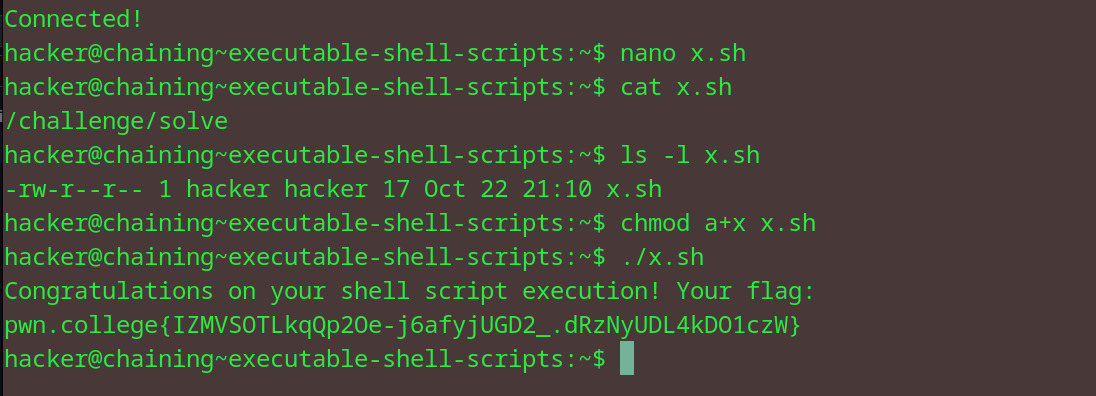 Connected!
hacker@chaining~executable-shell-scripts:~$ nano x.sh
hacker@chaining~executable-shell-scripts:~$ cat x.sh
/challenge/solve
hacker@chaining~executable-shell-scripts:~$ ls -l x.sh
-rw-r--r-- 1 hacker hacker 17 Oct 22 21:10 x.sh
hacker@chaining~executable-shell-scripts:~$ chmod a+x x.sh
hacker@chaining~executable-shell-scripts:~$ ./x.sh
Congratulations on your shell script execution! Your flag:
pwn.college{IZMVSOTLkqQp2Oe-j6afyjUGD2_.dRzNyUDL4kDO1czW}
hacker@chaining~executable-shell-scripts:~$